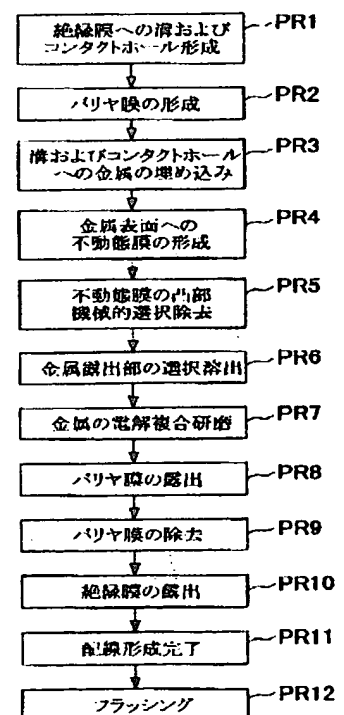 絶縁膜への溝および
コンタクトホール形成
PR1
バリヤ膜の形成
PR2
溝およびコンタクトホール
への金属の埋め込み
PR3
金属表面への
不動態膜の形成
PR4
不動態膜の凸部
機械的選択除去
PR5
金属露出部の選択溶出
PR6
金属の電解複合研磨
PR7
バリヤ膜の露出
PR8
バリヤ膜の除去
PR9
絶縁膜の露出
PR10
配線形成完了
PR11
フラッシング
PR12